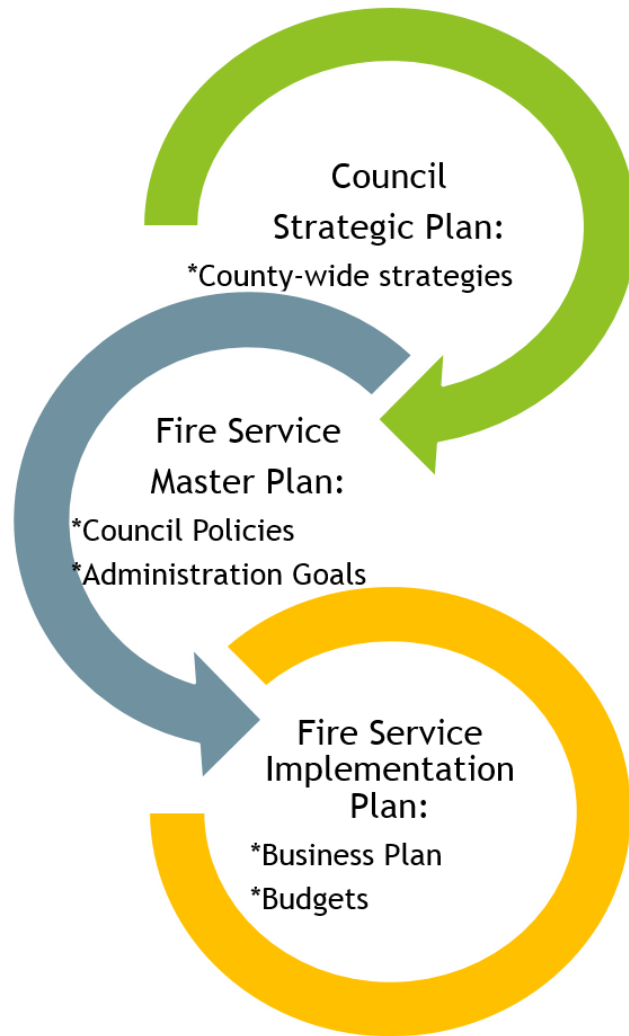 Council
Strategic Plan:
*County-wide strategies
Fire Service
Master Plan:
*Council Policies
*Administration Goals
Fire Service
Implementation
Plan:
*Business Plan
*Budgets